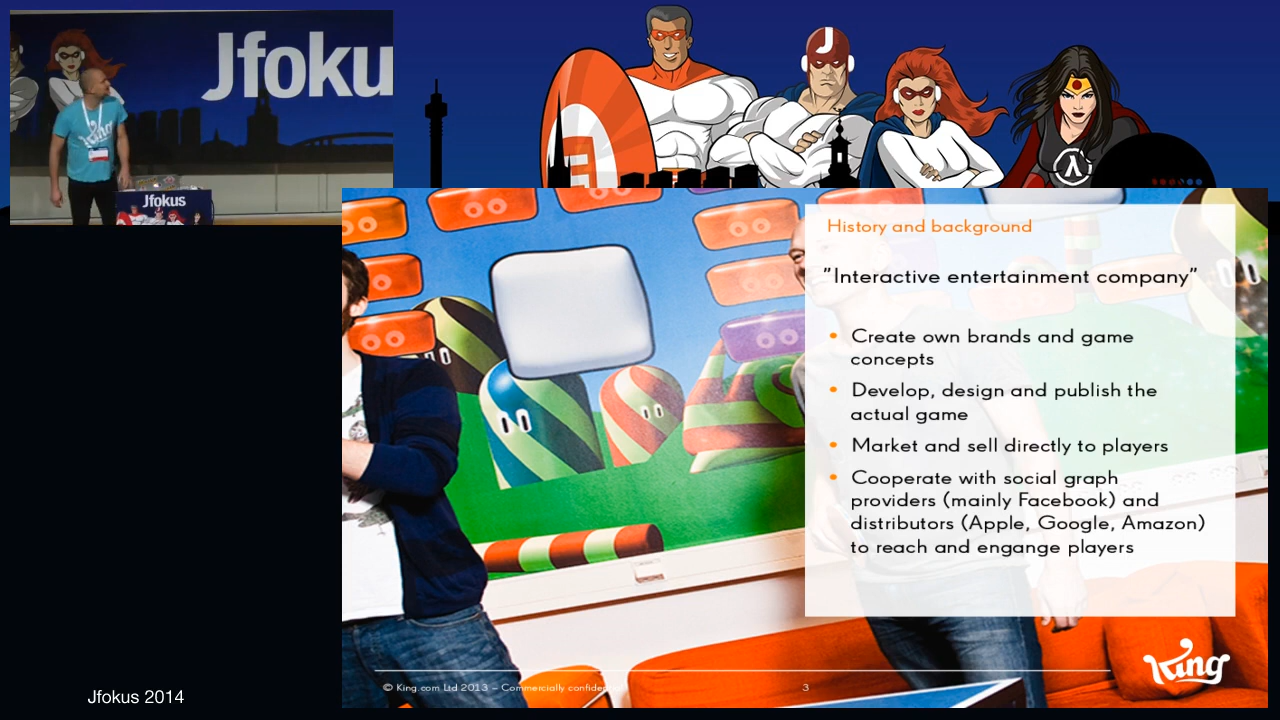 Jfoku
King
Jfokus
J
History and background
"Interactive entertainment company"
• Create own brands and game
concepts
• Develop, design and publish the
actual game
• Market and sell directly to players
• Cooperate with social graph
providers (mainly Facebook) and
distributors (Apple, Google, Amazon)
to reach and engange players
King
© King.com Ltd 2013 – Commercially
3
Jfokus 2014